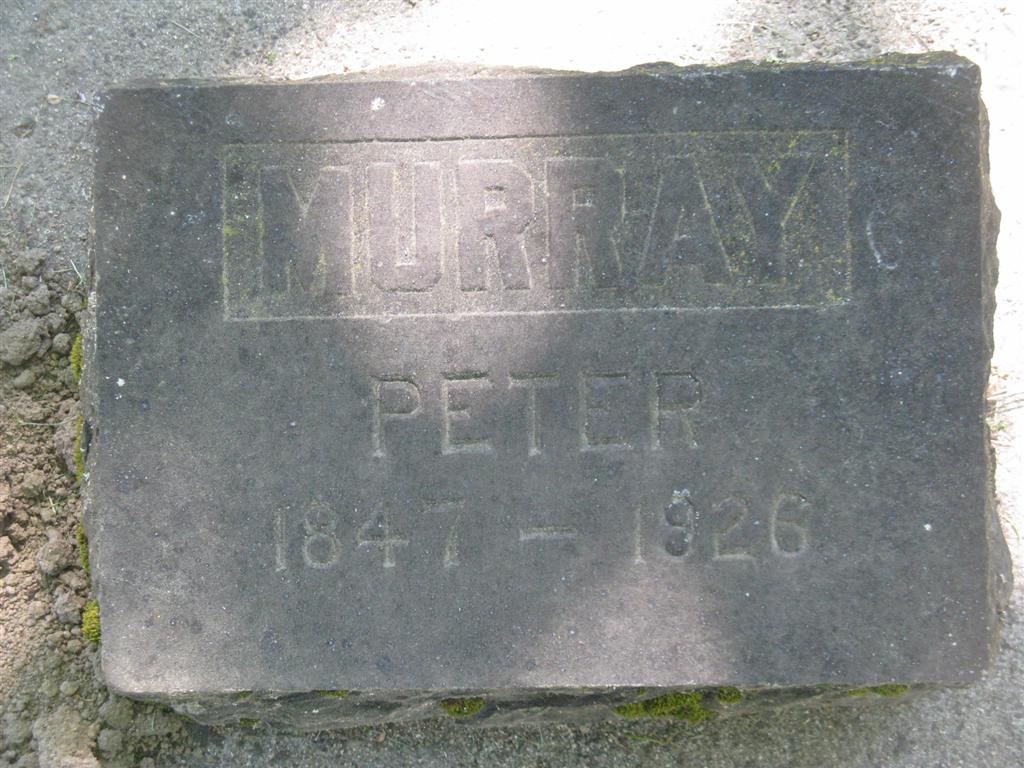 MURRAY
PETER
1847 – 1926